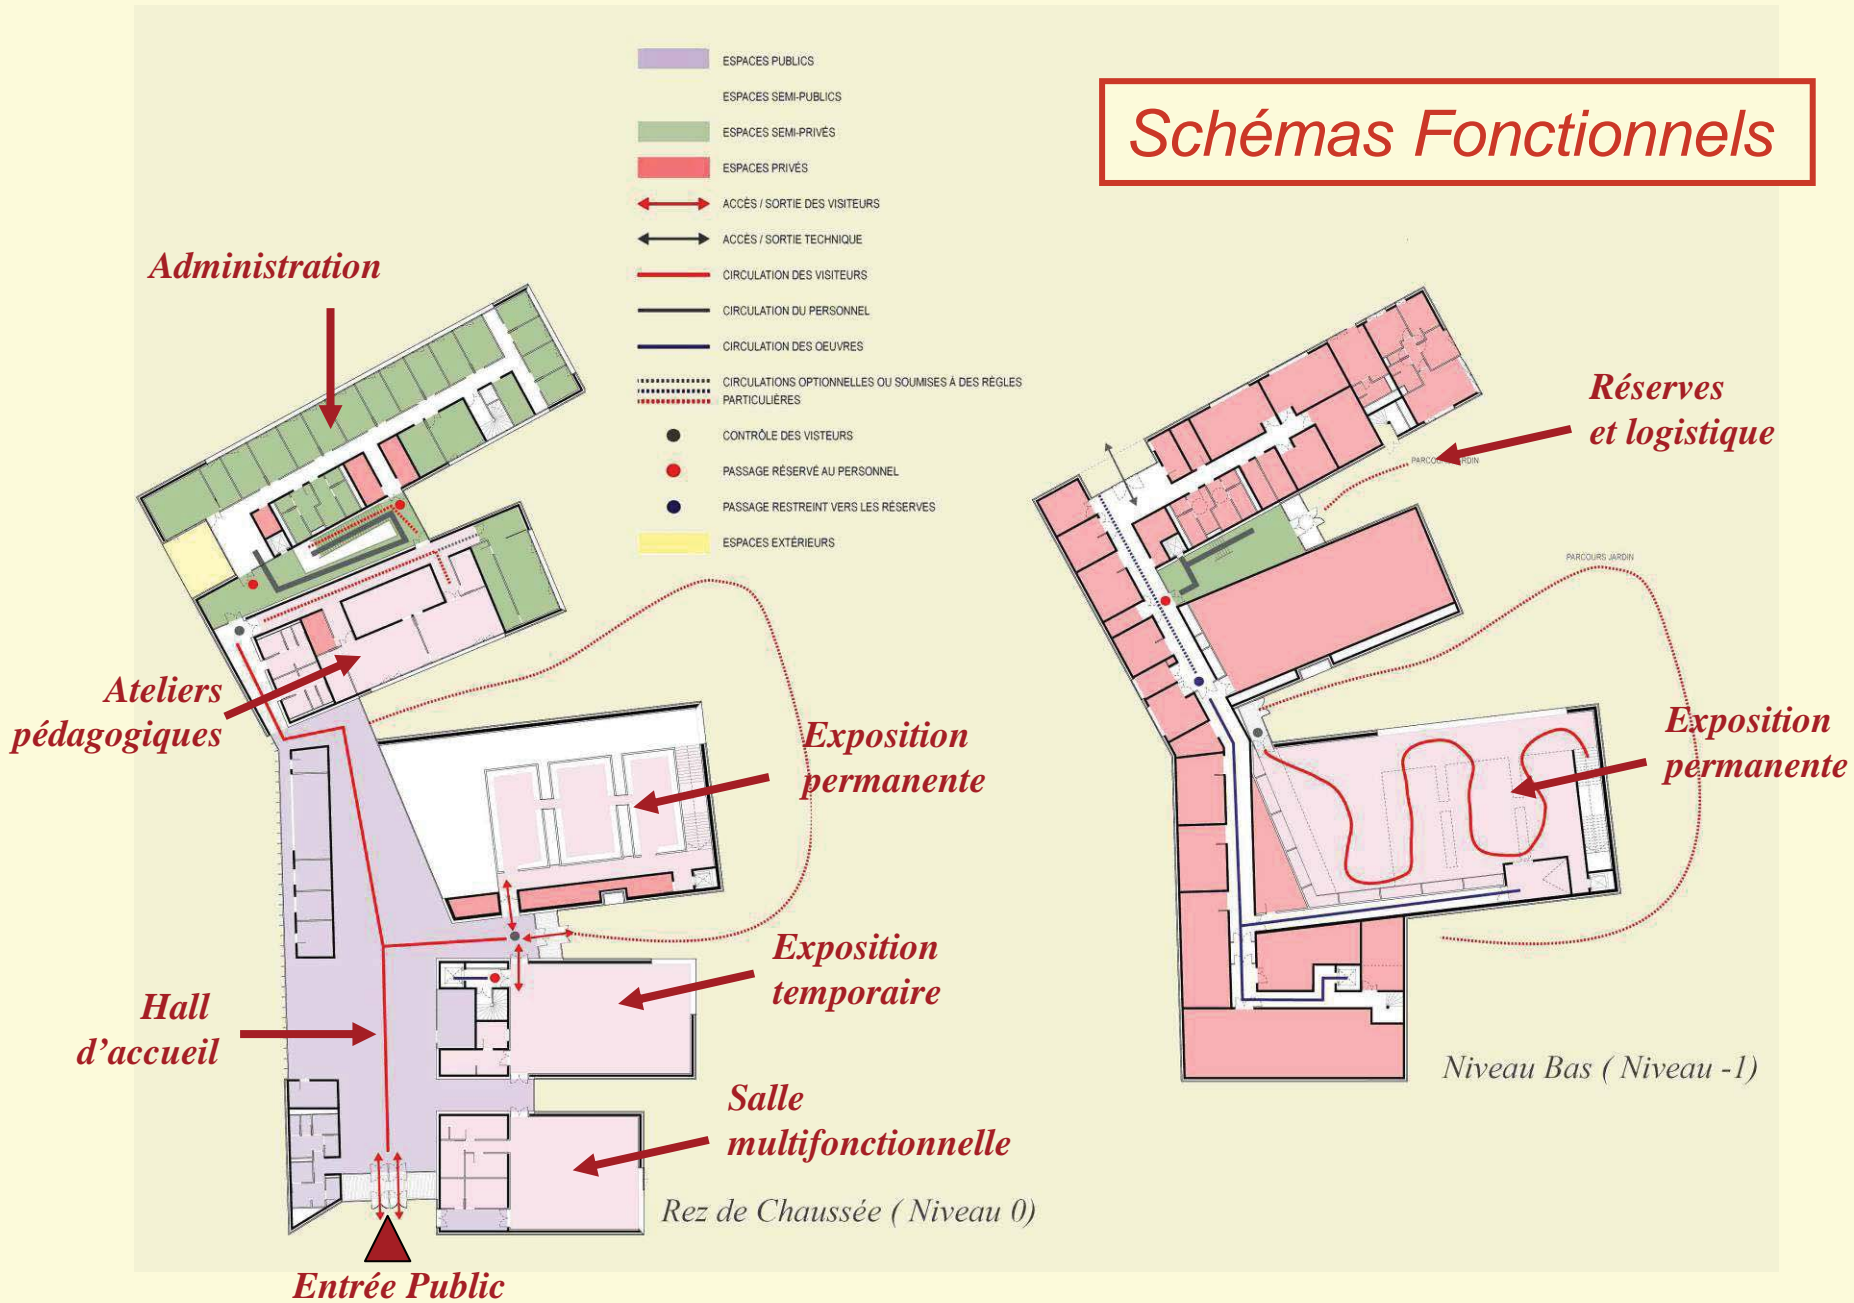 Schémas Fonctionnels
ESPACES PUBLICS
ESPACES SEMI-PUBLICS
ESPACES SEMI-PRIVÉS
ESPACES PRIVÉS
ACCÈS / SORTIE DES VISITEURS
ACCÈS / SORTIE TECHNIQUE
CIRCULATION DES VISITEURS
CIRCULATION DU PERSONNEL
CIRCULATION DES OEUVRES
CIRCULATIONS OPTIONNELLES OU SOUMISES À DES RÈGLES
PARTICULIÈRES
CONTRÔLE DES VISTEURS
PASSAGE RÉSERVÉ AU PERSONNEL
PASSAGE RESTREINT VERS LES RÉSERVES
ESPACES EXTÉRIEURS
Administration
Ateliers
pédagogiques
Exposition
permanente
Exposition
temporaire
Hall
d'accueil
Salle
multifonctionnelle
Rez de Chaussée ( Niveau 0)
Entrée Public
Réserves
et logistique
PARCOURS JARDIN
PARCOURS JARDIN
Exposition
permanente
Niveau Bas ( Niveau -1)